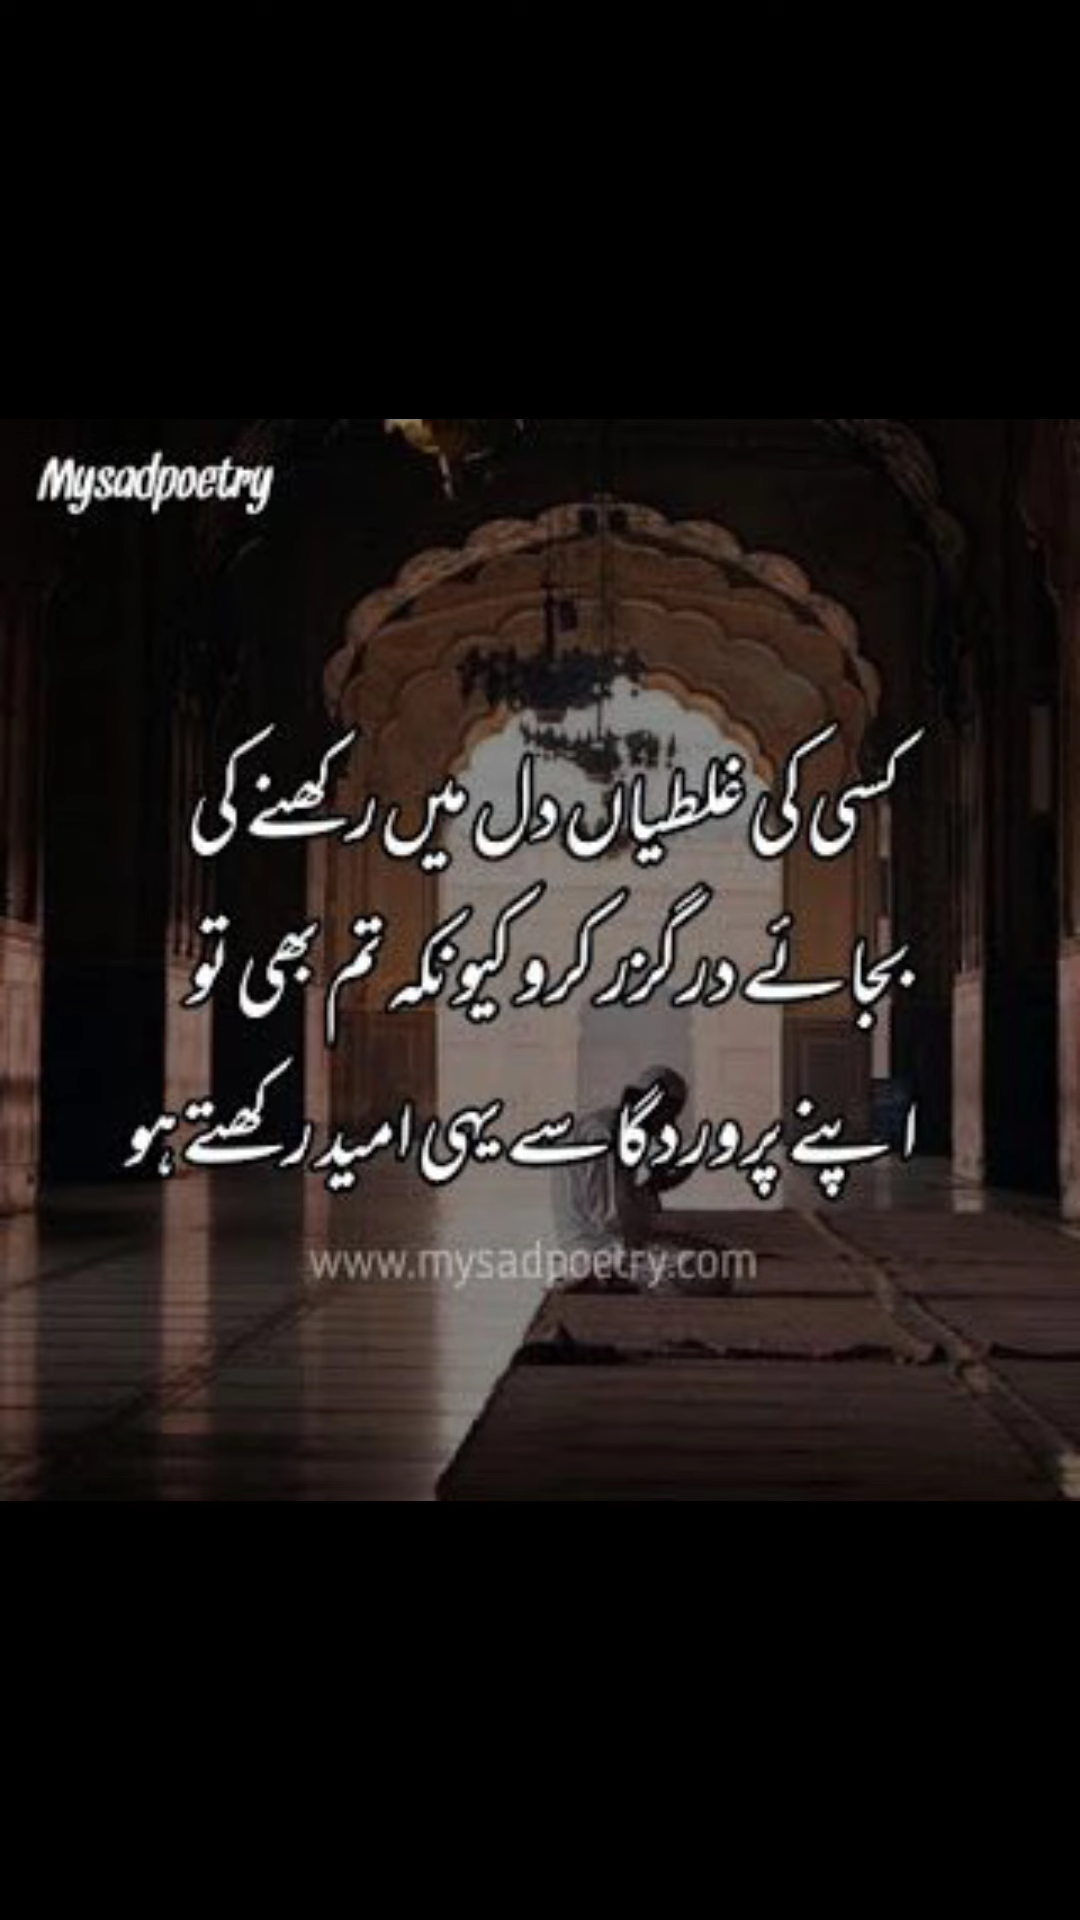 Mysadpoetry
کسی کی غلطیاں دل میں رکھنے کی
بجائے درگزر کرو کیونکہ تم بھی تو
اپنے پروردگا سے یہی امید رکھتے ہو
www.mysadpoetry.com